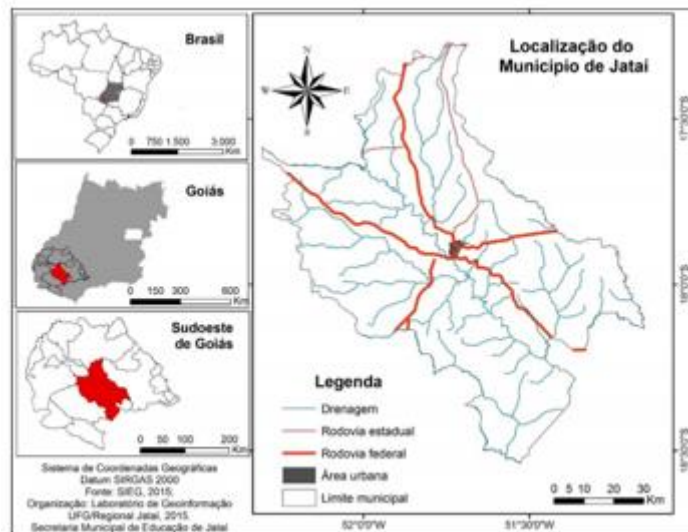 Brasil
0 750 1.500 3.000
Km
Goiás
0 150 300 600
Km
Sudoeste
de Goiás
0 50 100 200
Km
Sistema de Coordenadas Geográficas
Datum SIRGAS 2000
Fonte: SIEG, 2015;
Organização: Laboratório de Geoinformação
UFG/Regional Jataí, 2015.
Secretaria Municipal de Educação de Jataí
Localização do
Município de Jataí
N
W
E
S
Legenda
Drenagem
Rodovia estadual
Rodovia federal
Área urbana
Limite municipal
0 10 20 30
Km
17°30'0"S
18°0'0"S
18°30'0"S
52°0'0"W
51°30'0"W